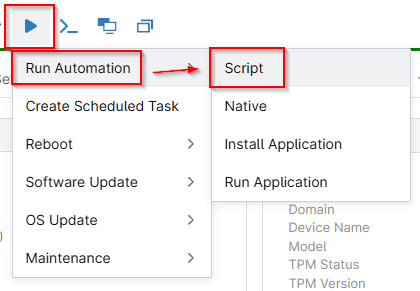 Run Automation
Script
Create Scheduled Task
Native
Reboot
Install Application
Software Update
Run Application
OS Update
Maintenance
Domain
Device Name
Model
TPM Status
TPM Version